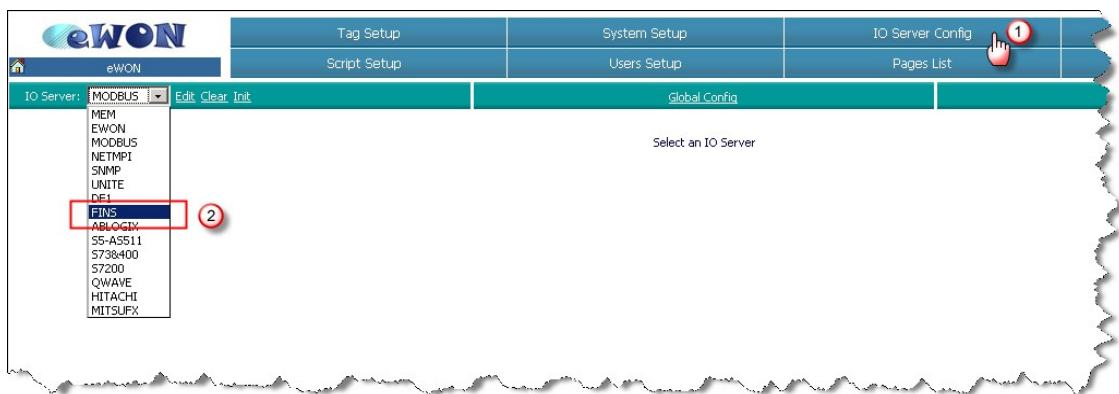 eWON
Tag Setup
System Setup
IO Server Config
1
eWON
Script Setup
Users Setup
Pages List
IO Server: MODBUS Edit Clear Init
Global Config
Select an IO Server
MEM
EWON
MODBUS
NETMPI
SNMP
UNITE
DF1
FINS
2
ABLOGIX
S5-AS511
S73&400
S7200
QWAVE
HITACHI
MITSUFX